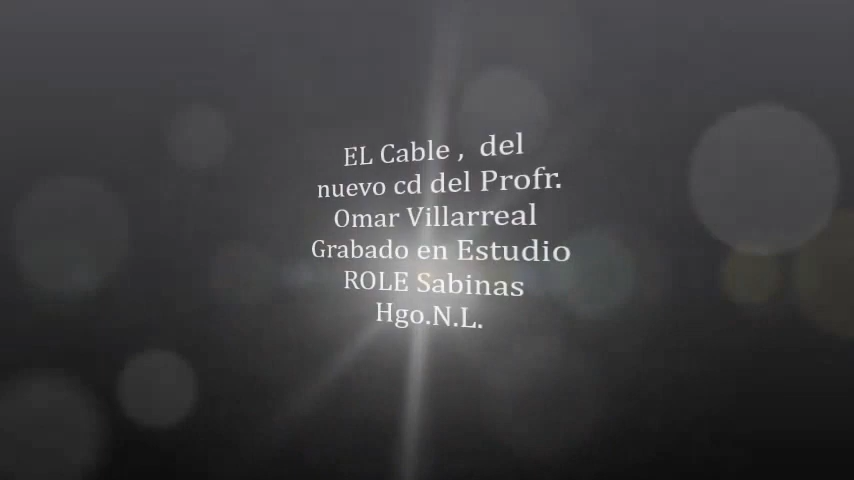 EL Cable ,  del
nuevo cd del Profr.
Omar Villarreal
Grabado en Estudio
ROLE Sabinas
Hgo.N.L.